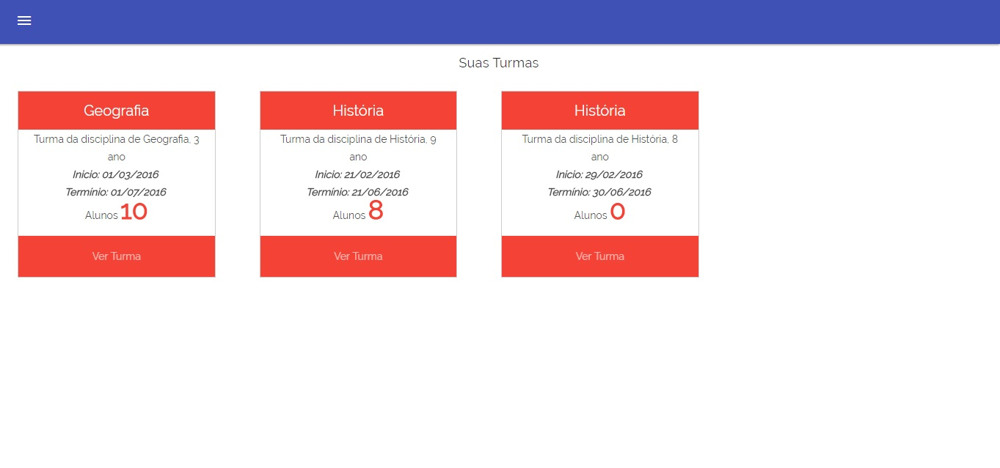 Suas Turmas
Geografia
Turma da disciplina de Geografia, 3
ano
Inicio: 01/03/2016
Termínio: 01/07/2016
Alunos 10
Ver Turma
História
Turma da disciplina de História, 9
ano
Inicio: 21/02/2016
Termínio: 21/06/2016
Alunos 8
Ver Turma
História
Turma da disciplina de História, 8
ano
Inicio: 29/02/2016
Termínio: 30/06/2016
Alunos 0
Ver Turma